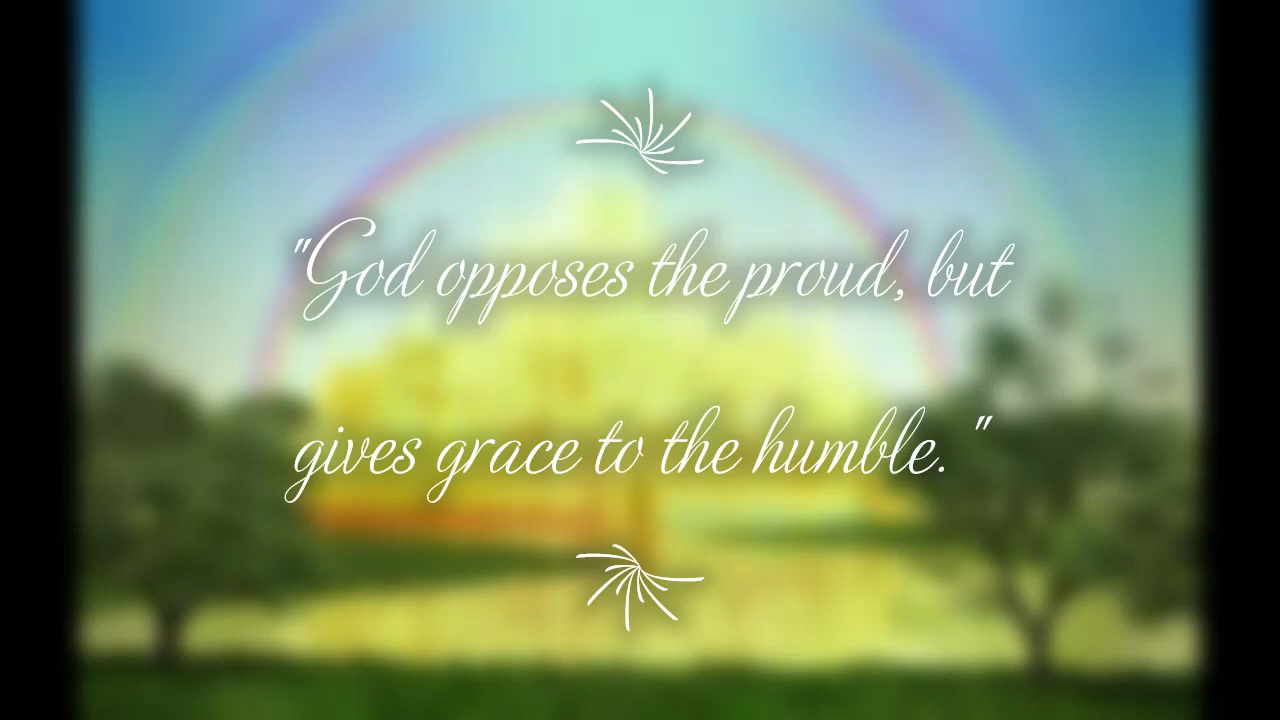 "God opposes the proud, but
gives grace to the humble."